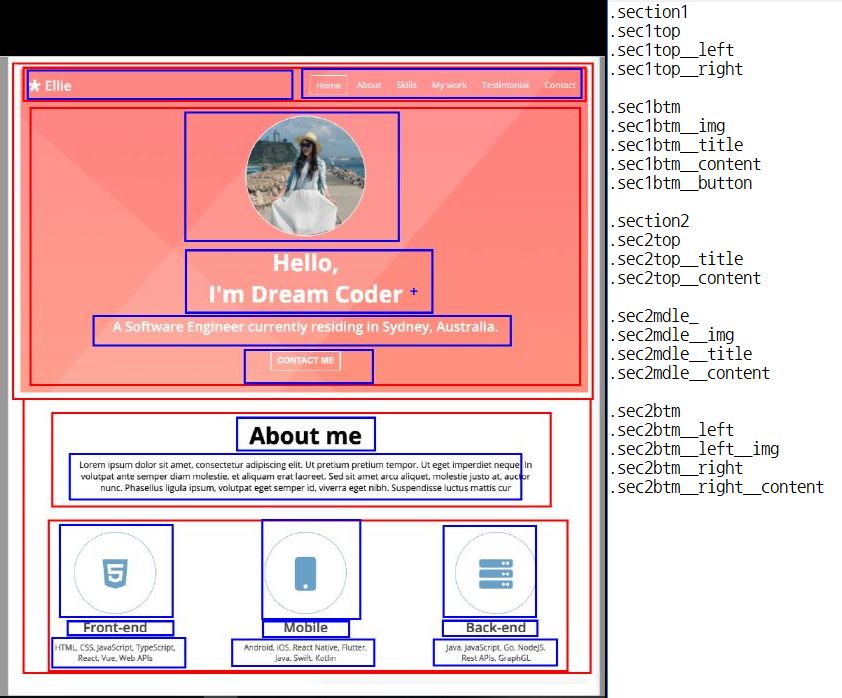 Ellie
Home About Skills My work Testimonial Contact
Hello,
I'm Dream Coder
A Software Engineer currently residing in Sydney, Australia.
CONTACT ME
About me
Lorem ipsum dolor sit amet, consectetur adipiscing elit. Ut pretium pretium tempor. Ut eget imperdiet neque. In
volutpat ante semper diam molestie, et aliquam erat laoreet. Sed sit amet arcu aliquet, molestie justo at, auctor
nunc. Phasellus ligula ipsum, volutpat eget semper id, viverra eget nibh. Suspendisse luctus mattis cur
Front-end
HTML, CSS, JavaScript, TypeScript,
React, Vue, Web APIs
Mobile
Android, iOS, React Native, Flutter,
Java, Swift, Kotlin
Back-end
Java, JavaScript, Go, NodeJS,
Rest APIs, GraphGL
.section1
.sec1top
.sec1top__left
.sec1top__right
.sec1btm
.sec1btm__img
.sec1btm__title
.sec1btm__content
.sec1btm__button
.section2
.sec2top
.sec2top__title
.sec2top__content
.sec2mdle_
.sec2mdle__img
.sec2mdle__title
.sec2mdle__content
.sec2btm
.sec2btm__left
.sec2btm__left__img
.sec2btm__right
.sec2btm__right__content